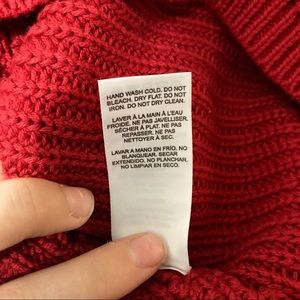 HAND WASH COLD. DO NOT
BLEACH. DRY FLAT. DO NOT
IRON. DO NOT DRY CLEAN.
LAVER À LA MAIN À L'EAU
FROIDE. NE PAS JAVELLISER.
SÉCHER À PLAT. NE PAS
REPASSER. NE PAS
NETTOYER À SEC.
LAVAR A MANO EN FRÍO. NO
BLANQUEAR, SECAR
EXTENDIDO. NO PLANCHAR,
NO LIMPIAR EN SECO.